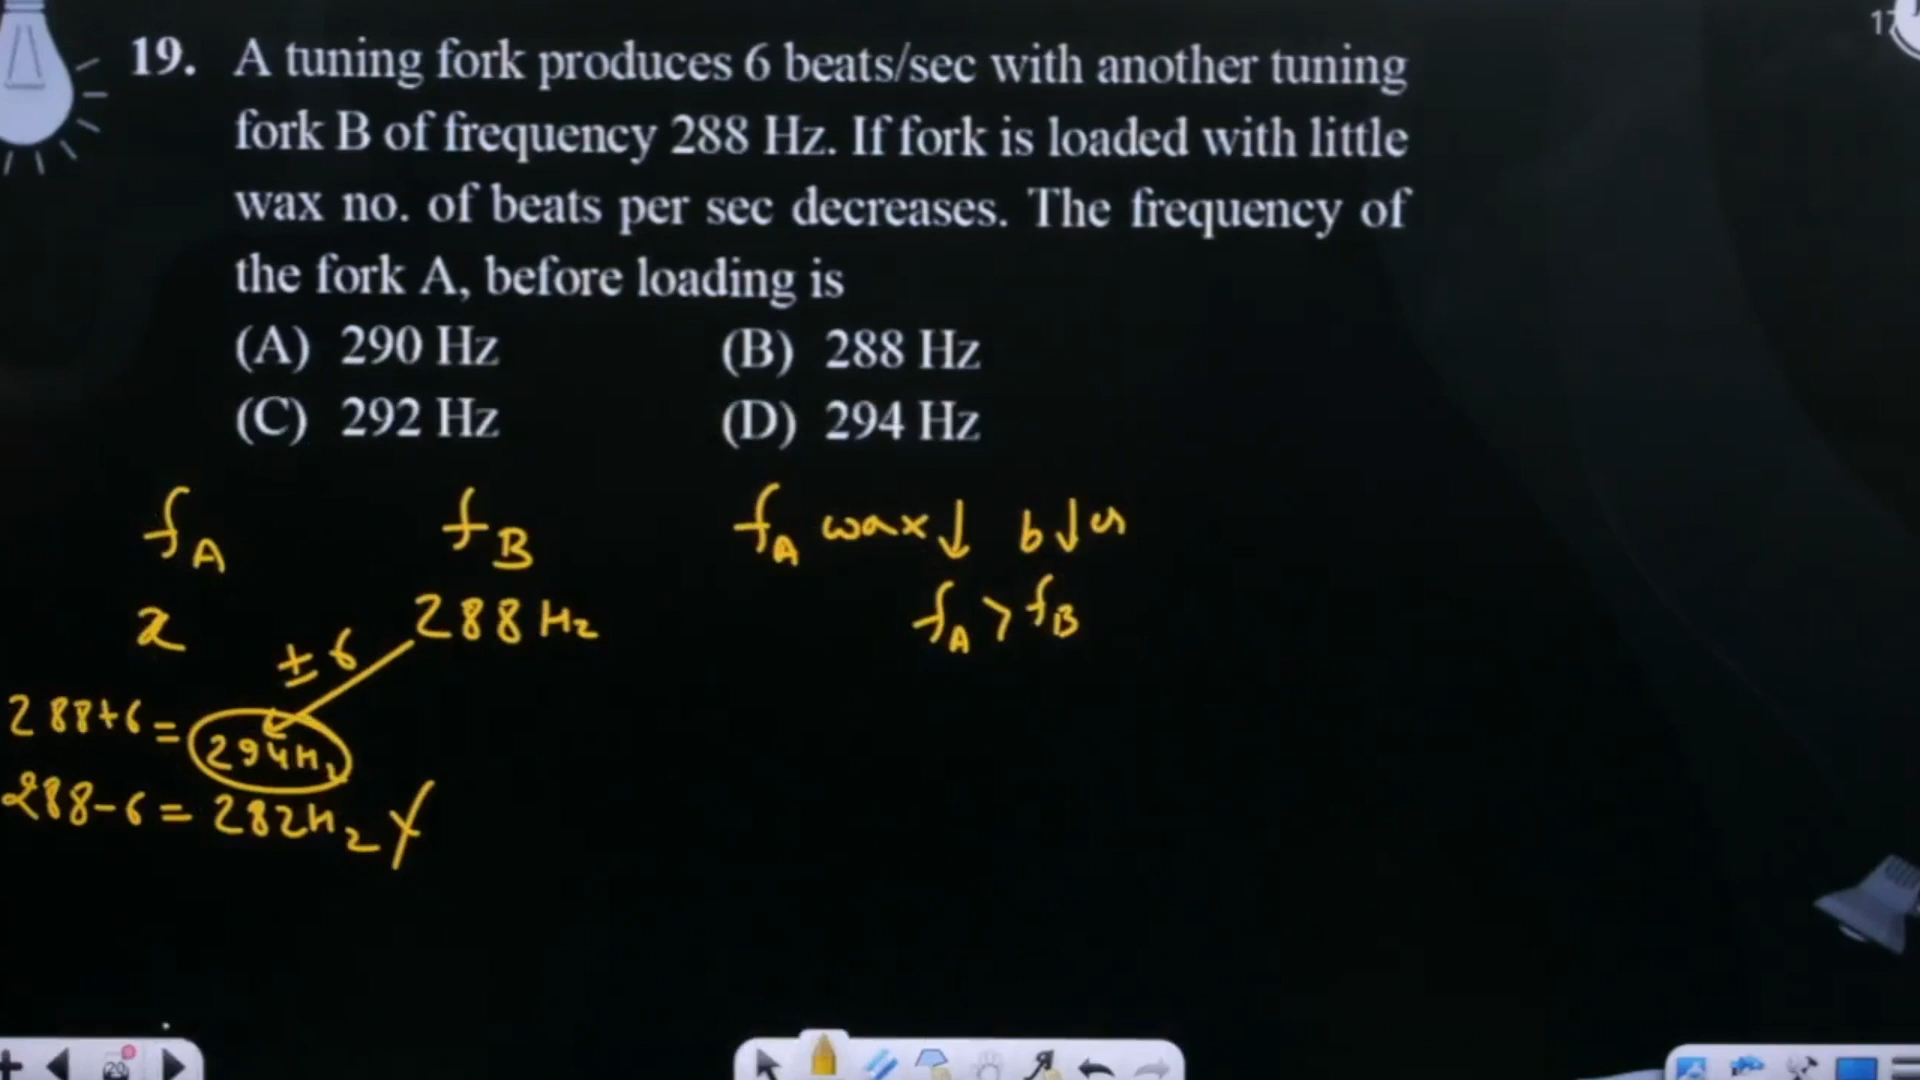 19. A tuning fork produces 6 beats/sec with another tuning
fork B of frequency 288 Hz. If fork is loaded with little
wax no. of beats per sec decreases. The frequency of
the fork A, before loading is
(A) 290 Hz (B) 288 Hz
(C) 292 Hz (D) 294 Hz
fA fB fA wax↓ b↓es
x 288 Hz fA > fB
± 6
288+6 = 294Hz
288-6 = 282Hz ✗